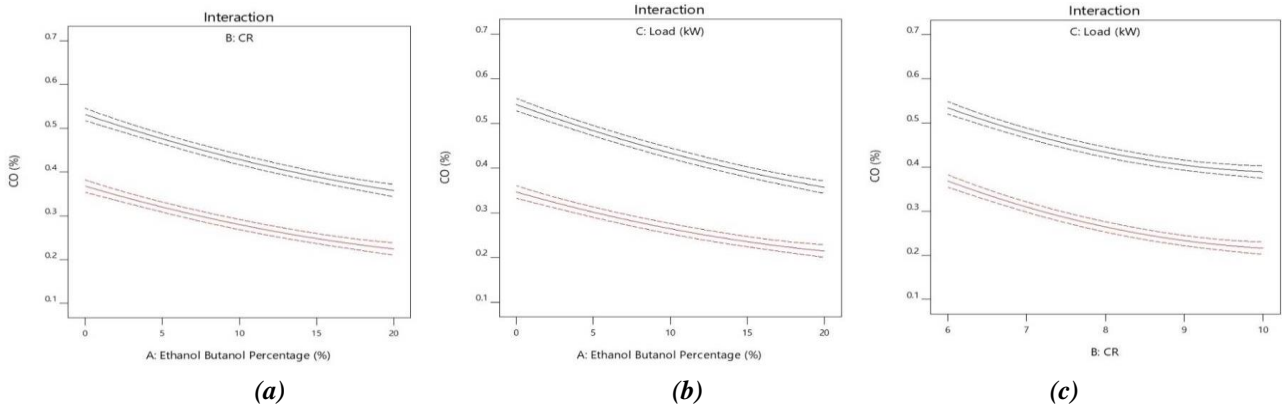 Interaction
B: CR
0.7
0.6
0.5
0.4
0.3
0.2
0.1
CO (%)
0 5 10 15 20
A: Ethanol Butanol Percentage (%)
(a)
Interaction
C: Load (kW)
0.7
0.6
0.5
0.4
0.3
0.2
0.1
CO (%)
0 5 10 15 20
A: Ethanol Butanol Percentage (%)
(b)
Interaction
C: Load (kW)
0.7
0.6
0.5
0.4
0.3
0.2
0.1
CO (%)
6 7 8 9 10
B: CR
(c)